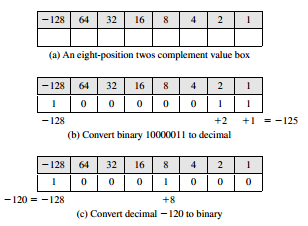 −128 64 32 16 8 4 2 1
(a) An eight-position twos complement value box
−128 64 32 16 8 4 2 1
1 0 0 0 0 0 1 1
−128 +2 +1 = −125
(b) Convert binary 10000011 to decimal
−128 64 32 16 8 4 2 1
1 0 0 0 1 0 0 0
−120 = −128 +8
(c) Convert decimal −120 to binary